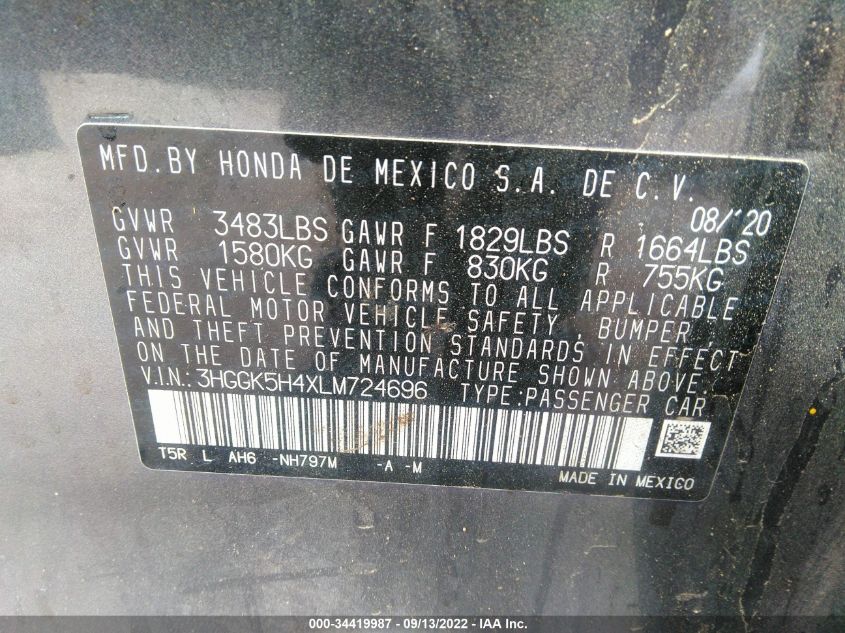 MFD.BY HONDA DE MEXICO S.A. DE C.V.
08/'20
GVWR 3483LBS GAWR F 1829LBS R 1664LBS
GVWR 1580KG GAWR F 830KG R 755KG
THIS VEHICLE CONFORMS TO ALL APPLICABLE
FEDERAL MOTOR VEHICLE SAFETY, BUMPER,
AND THEFT PREVENTION STANDARDS IN EFFECT
ON THE DATE OF MANUFACTURE SHOWN ABOVE.
V.I.N.: 3HGGK5H4XLM724696 TYPE:PASSENGER CAR
T5R L AH6 -NH797M -A -M
MADE IN MEXICO
000-34419987 - 09/13/2022 - IAA Inc.